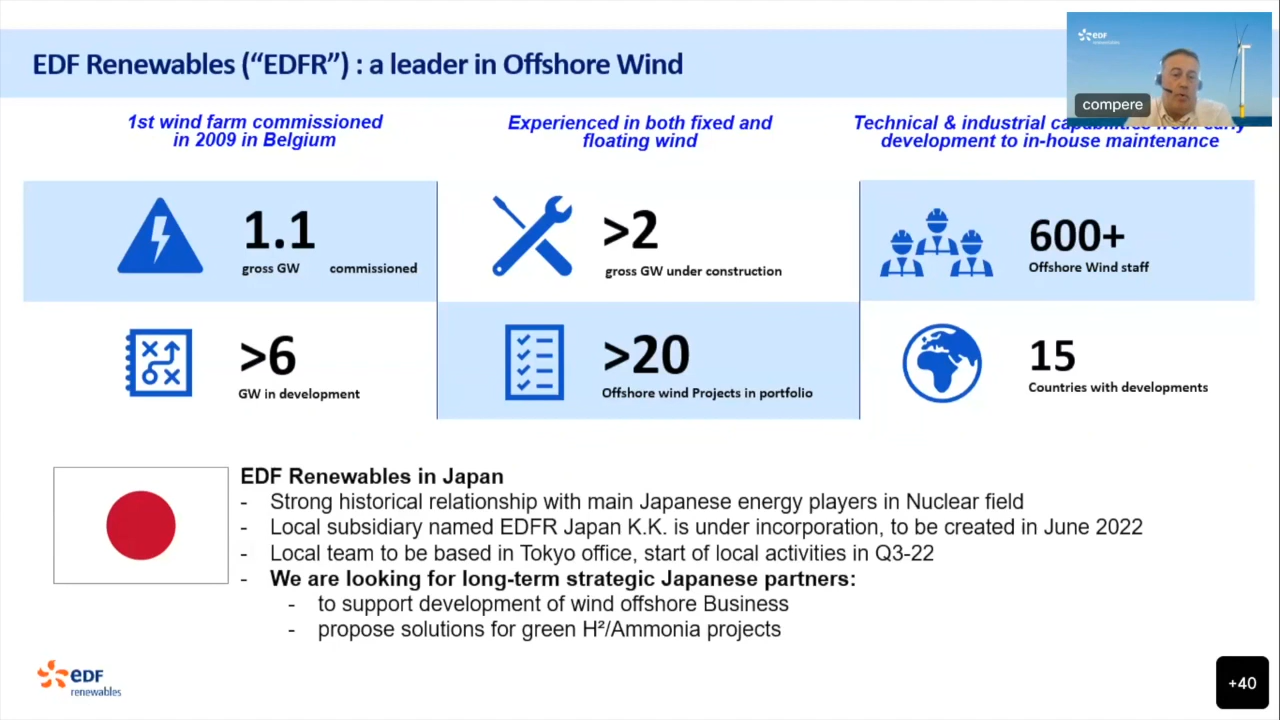 EDF Renewables (“EDFR”) : a leader in Offshore Wind
edf
renewables
compere
1st wind farm commissioned
in 2009 in Belgium
Experienced in both fixed and
floating wind
Technical & industrial capabilities from early
development to in-house maintenance
1.1
gross GW commissioned
>2
gross GW under construction
600+
Offshore Wind staff
>6
GW in development
>20
Offshore wind Projects in portfolio
15
Countries with developments
EDF Renewables in Japan
- Strong historical relationship with main Japanese energy players in Nuclear field
- Local subsidiary named EDFR Japan K.K. is under incorporation, to be created in June 2022
- Local team to be based in Tokyo office, start of local activities in Q3-22
- We are looking for long-term strategic Japanese partners:
- to support development of wind offshore Business
- propose solutions for green H²/Ammonia projects
edf
renewables
+40